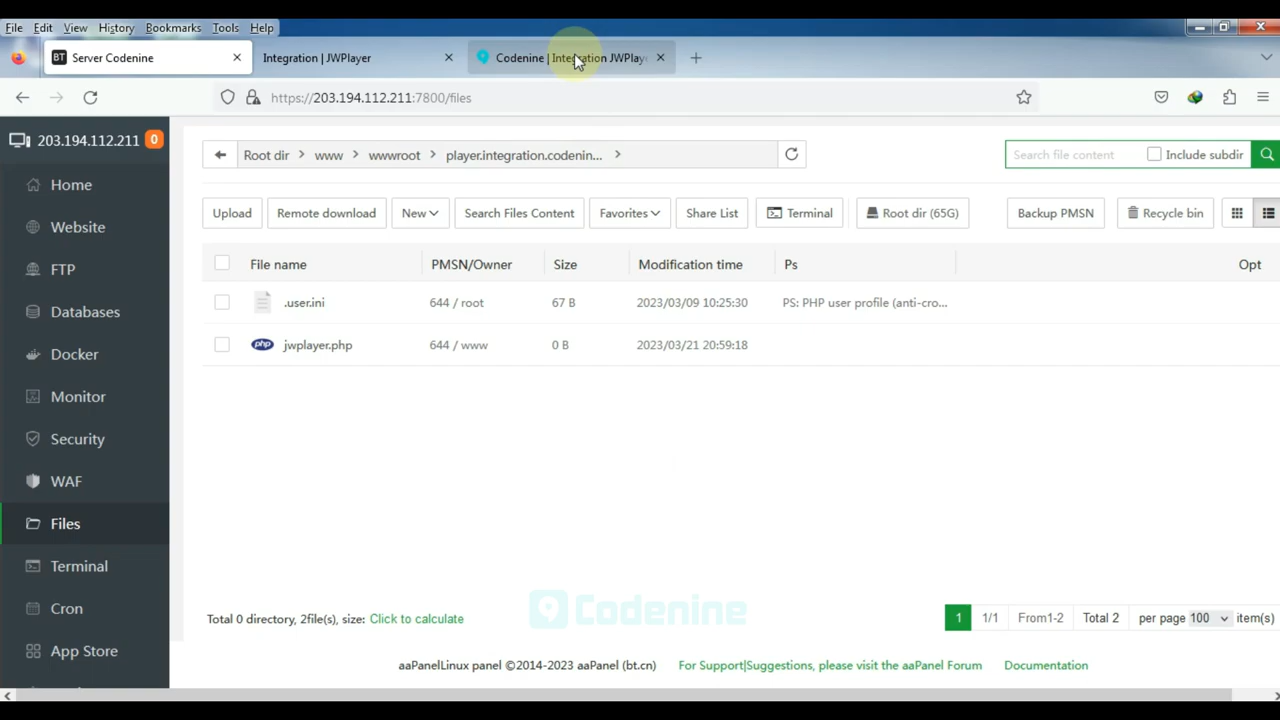 File Edit View History Bookmarks Tools Help
BT Server Codenine
Integration | JWPlayer
Codenine | Integration JWPlaye
https://203.194.112.211:7800/files
203.194.112.211 0
Root dir www wwwroot player.integration.codenin...
Search file content Include subdir
Home
Website
FTP
Databases
Docker
Monitor
Security
WAF
Files
Terminal
Cron
App Store
Upload Remote download New Search Files Content Favorites Share List Terminal Root dir (65G) Backup PMSN Recycle bin
File name PMSN/Owner Size Modification time Ps Opt
.user.ini 644 / root 67 B 2023/03/09 10:25:30 PS: PHP user profile (anti-cro...
php jwplayer.php 644 / www 0 B 2023/03/21 20:59:18
Total 0 directory, 2file(s), size: Click to calculate
Codenine
1 1/1 From1-2 Total 2 per page 100 item(s)
aaPanelLinux panel ©2014-2023 aaPanel (bt.cn) For Support|Suggestions, please visit the aaPanel Forum Documentation